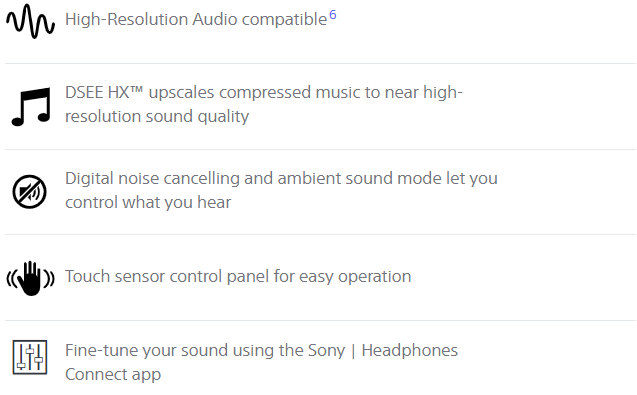 High-Resolution Audio compatible6
DSEE HX™ upscales compressed music to near high-
resolution sound quality
Digital noise cancelling and ambient sound mode let you
control what you hear
Touch sensor control panel for easy operation
Fine-tune your sound using the Sony | Headphones
Connect app